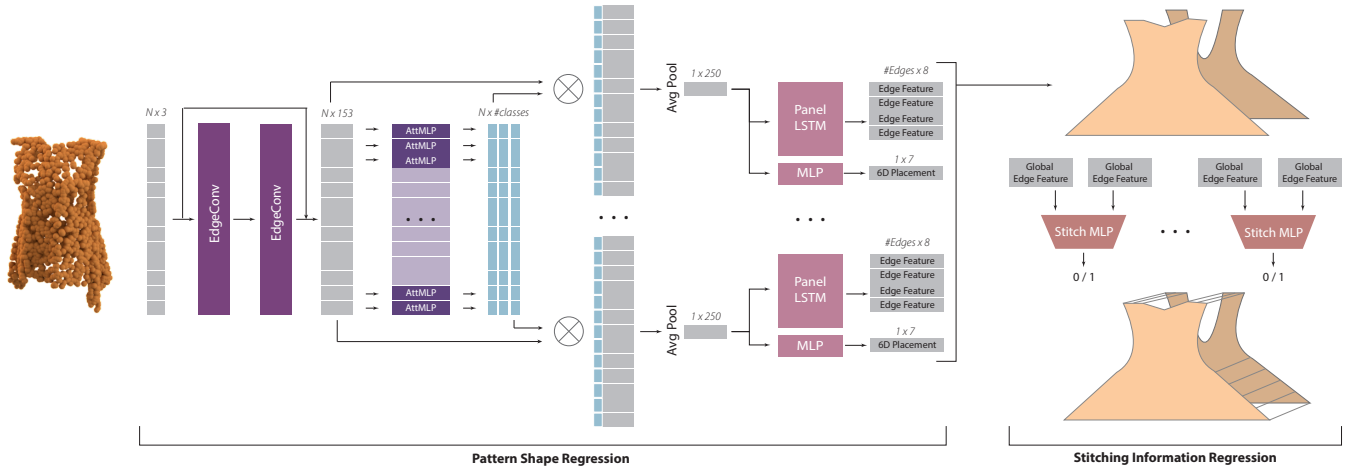 N x 3
EdgeConv
EdgeConv
N x 153
AttMLP
AttMLP
AttMLP
• • •
AttMLP
AttMLP
N x #classes
• • •
Avg Pool
1 x 250
Panel
LSTM
MLP
#Edges x 8
Edge Feature
Edge Feature
Edge Feature
Edge Feature
1 x 7
6D Placement
• • •
Avg Pool
1 x 250
Panel
LSTM
MLP
#Edges x 8
Edge Feature
Edge Feature
Edge Feature
Edge Feature
1 x 7
6D Placement
Pattern Shape Regression
Global
Edge Feature
Global
Edge Feature
Global
Edge Feature
Global
Edge Feature
Stitch MLP
• • •
Stitch MLP
0 / 1
0 / 1
Stitching Information Regression